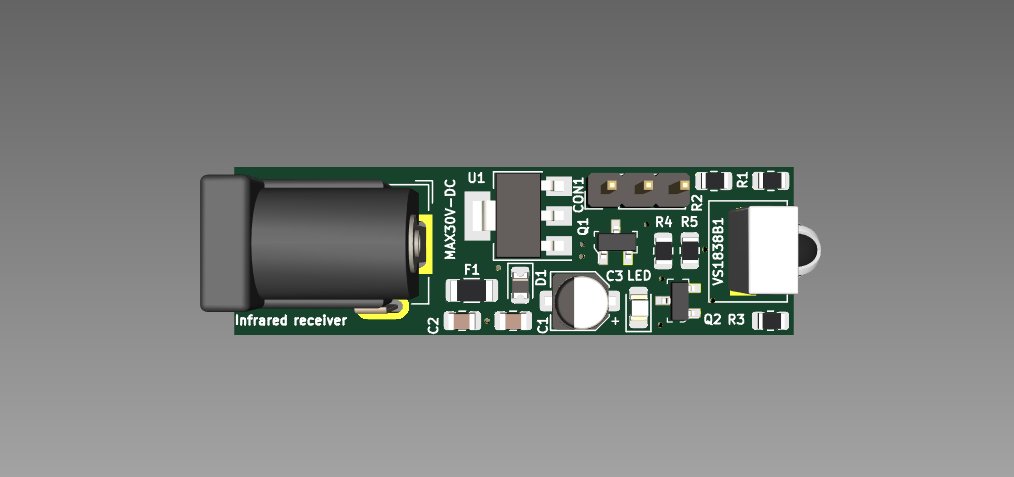 U1
MAX30V-DC
CON1
R2
R1
Q1
R4
R5
VS1838B1
F1
D1
C3
LED
C2
C1
+
Q2
R3
Infrared receiver